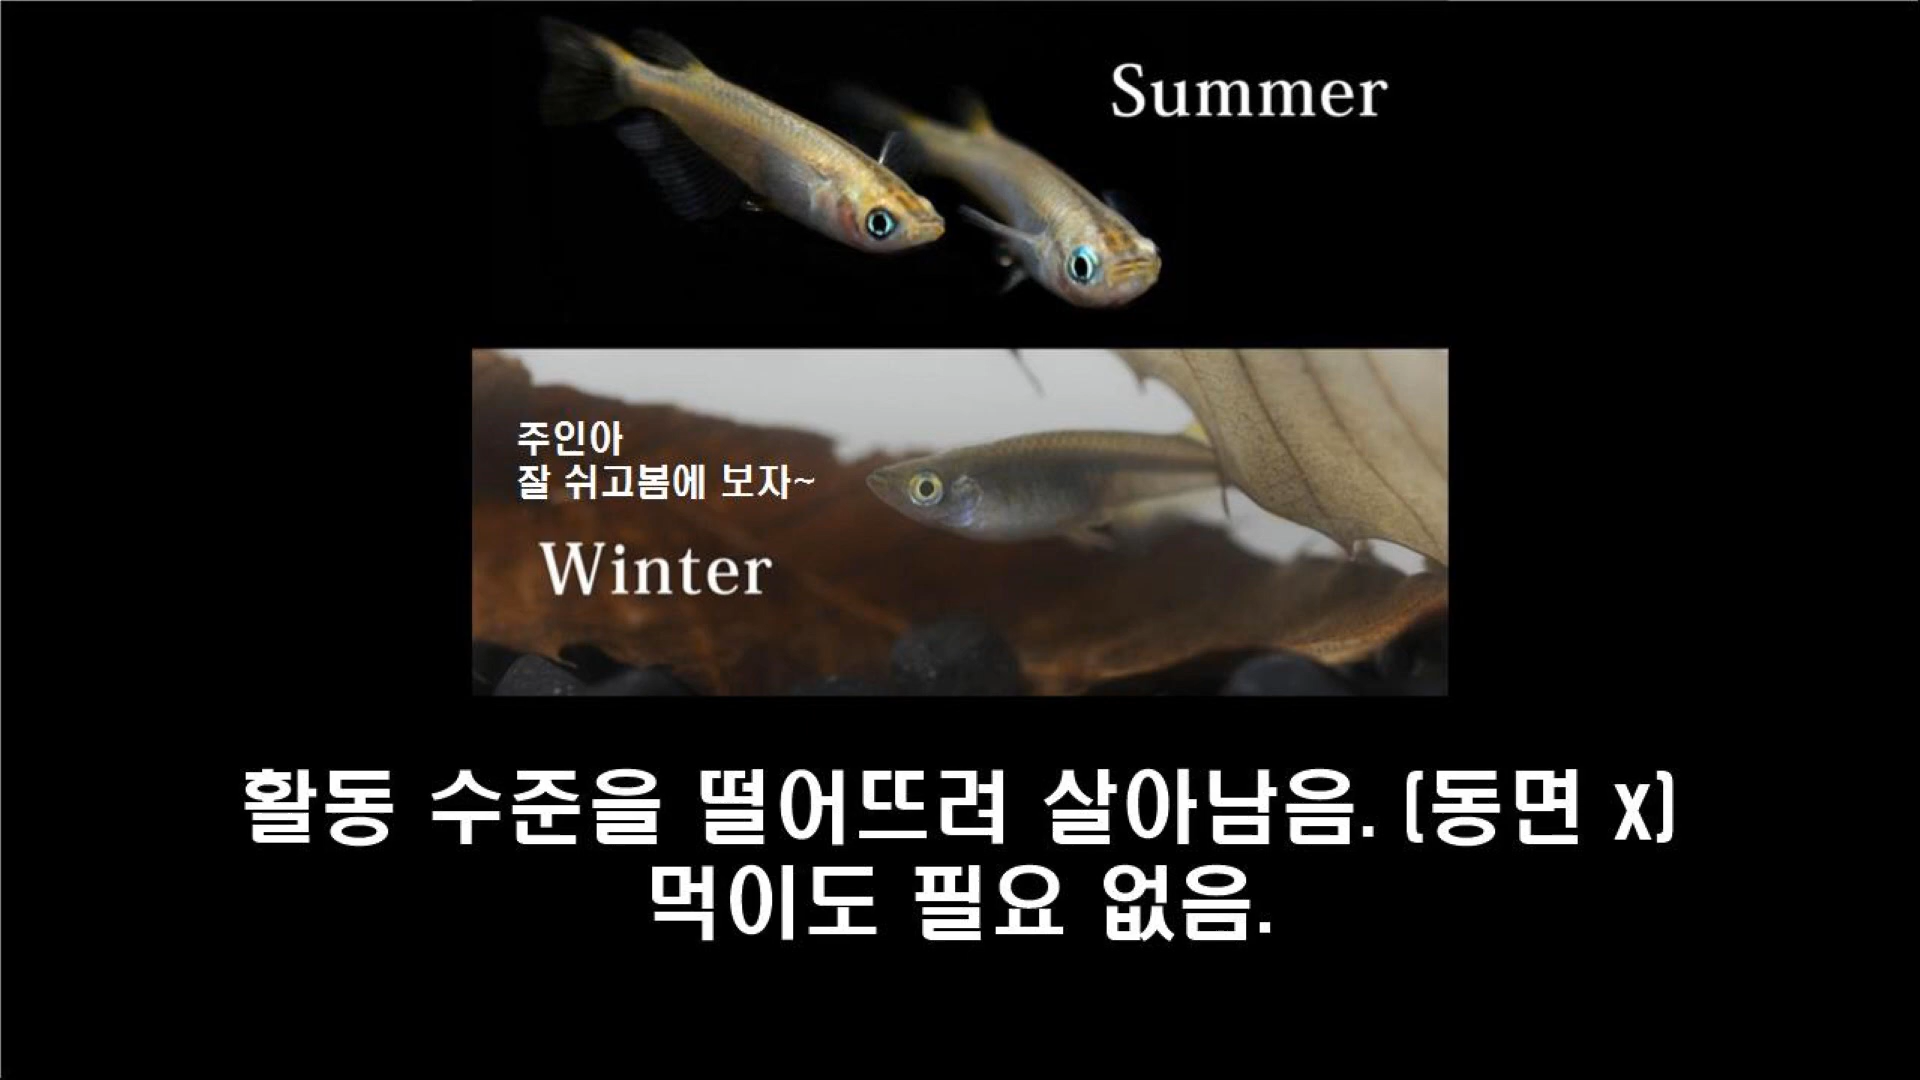 Summer
주인아
잘 쉬고봄에 보자~
Winter
활동 수준을 떨어뜨려 살아남음. (동면 x)
먹이도 필요 없음.